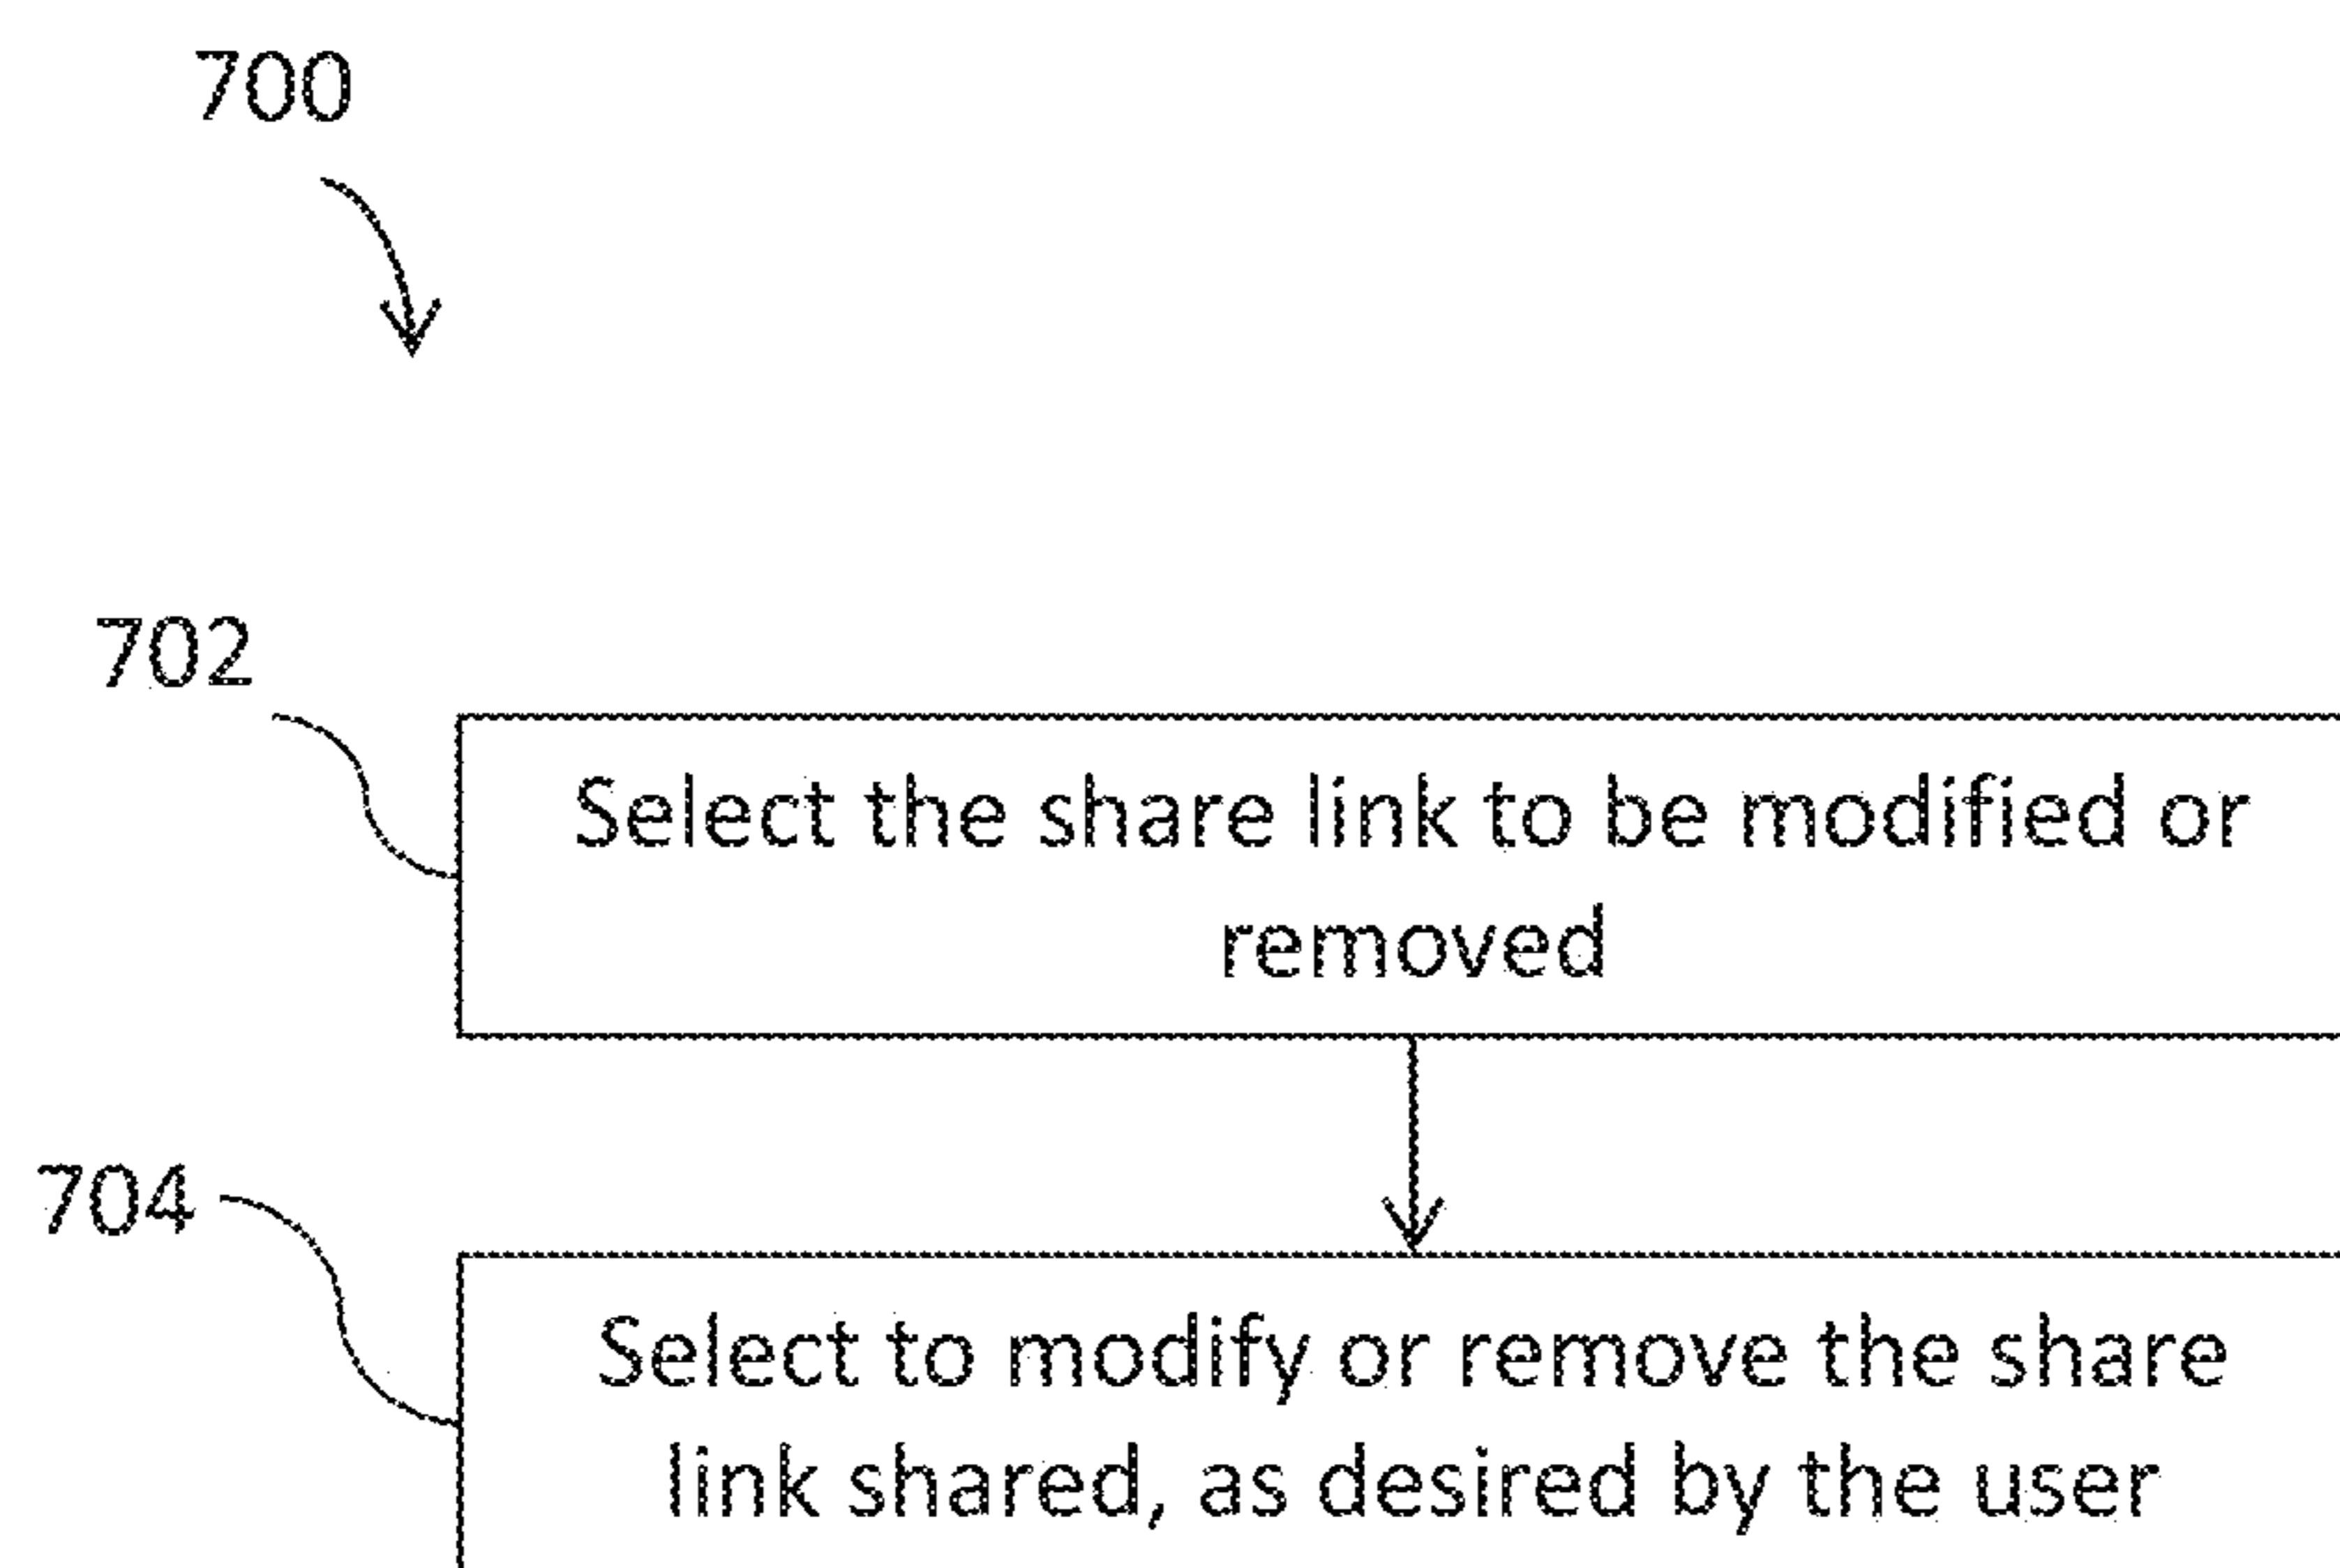 700
702
Select the share link to be modified or
removed
704
Select to modify or remove the share
link shared, as desired by the user